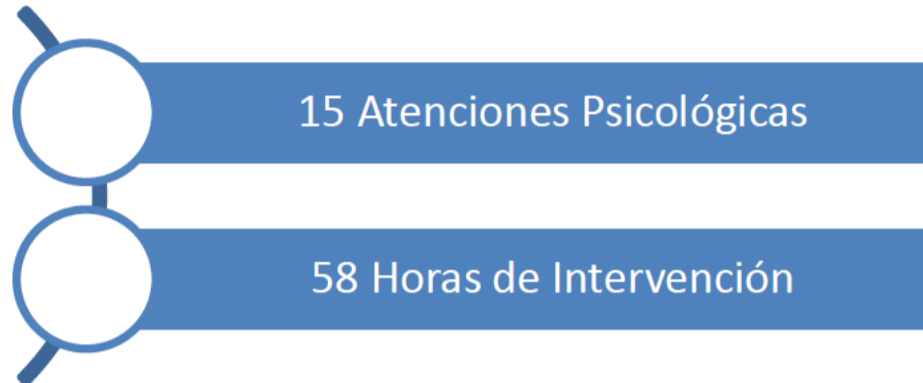 15 Atenciones Psicológicas
58 Horas de Intervención